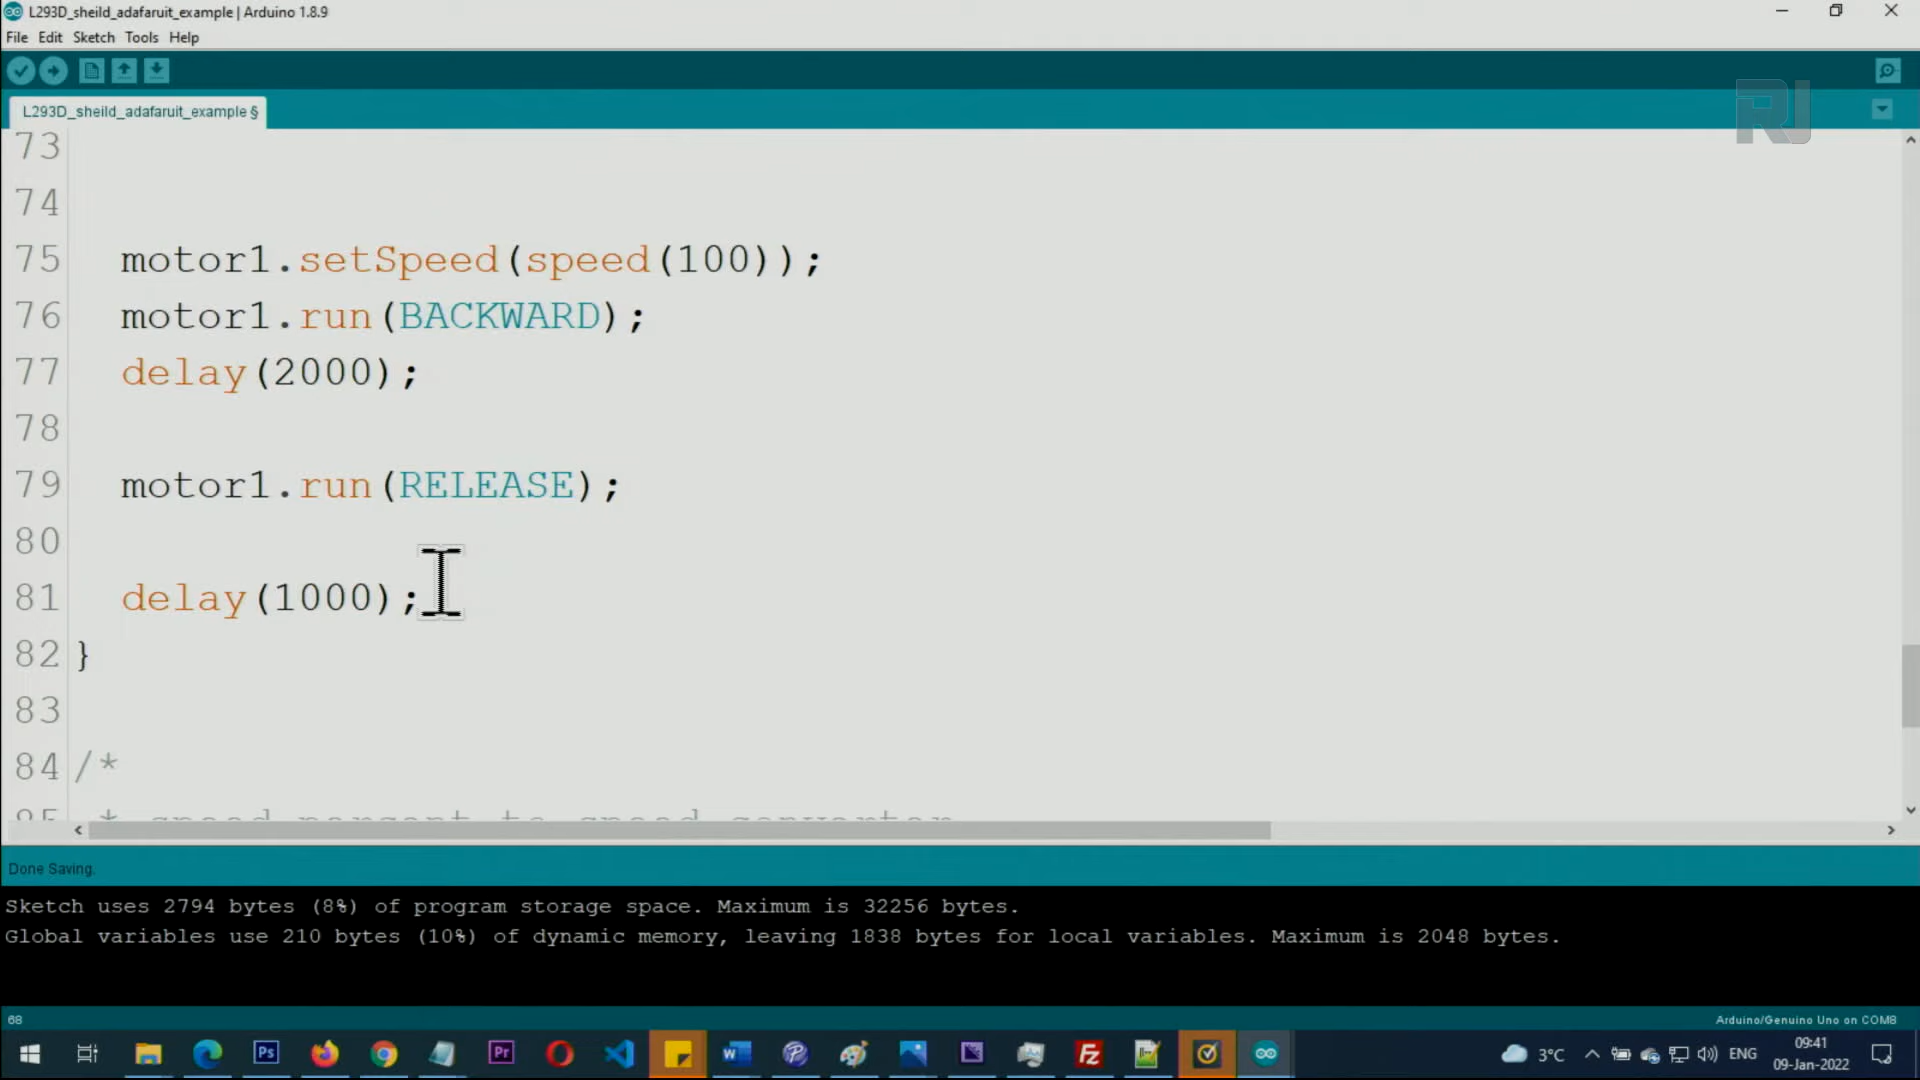 L293D_sheild_adafaruit_example | Arduino 1.8.9
File Edit Sketch Tools Help
RJ
L293D_sheild_adafaruit_example §
73
74
75 motor1.setSpeed(speed(100));
76 motor1.run(BACKWARD);
77 delay(2000);
78
79 motor1.run(RELEASE);
80
81 delay(1000);
82 }
83
84 /*
85 * speed percent to speed converter
Done Saving.
Sketch uses 2794 bytes (8%) of program storage space. Maximum is 32256 bytes.
Global variables use 210 bytes (10%) of dynamic memory, leaving 1838 bytes for local variables. Maximum is 2048 bytes.
68 Arduino/Genuino Uno on COM8
Ps Pr W Fz 3°C ENG 09:41
09-Jan-2022